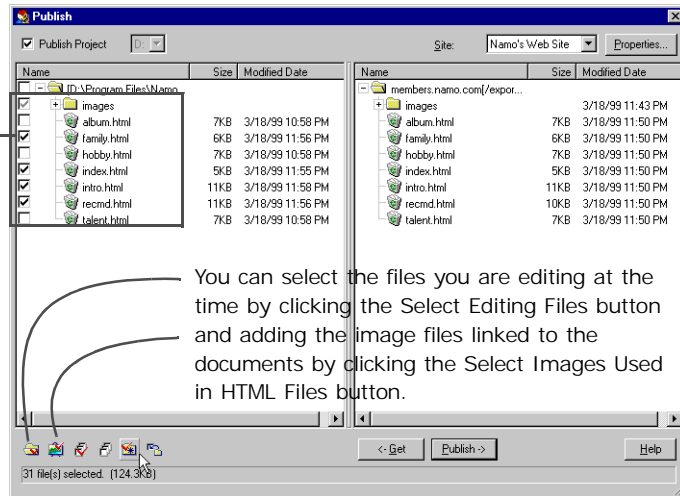 Publish
Publish Project D: Site: Namo's Web Site Properties...
Name Size Modified Date
[D:\Program Files\Namo
images
album.html 7KB 3/18/99 10:58 PM
family.html 6KB 3/18/99 11:56 PM
hobby.html 7KB 3/18/99 10:58 PM
index.html 5KB 3/18/99 11:55 PM
intro.html 11KB 3/18/99 11:58 PM
recmd.html 11KB 3/18/99 11:56 PM
talent.html 7KB 3/18/99 10:58 PM
Name Size Modified Date
members.namo.com[/expor...
images 3/18/99 11:43 PM
album.html 7KB 3/18/99 11:50 PM
family.html 6KB 3/18/99 11:50 PM
hobby.html 7KB 3/18/99 11:50 PM
index.html 5KB 3/18/99 11:50 PM
intro.html 11KB 3/18/99 11:50 PM
recmd.html 10KB 3/18/99 11:50 PM
talent.html 7KB 3/18/99 11:50 PM
You can select the files you are editing at the
time by clicking the Select Editing Files button
and adding the image files linked to the
documents by clicking the Select Images Used
in HTML Files button.
<- Get Publish -> Help
31 file(s) selected. (124.3KB)